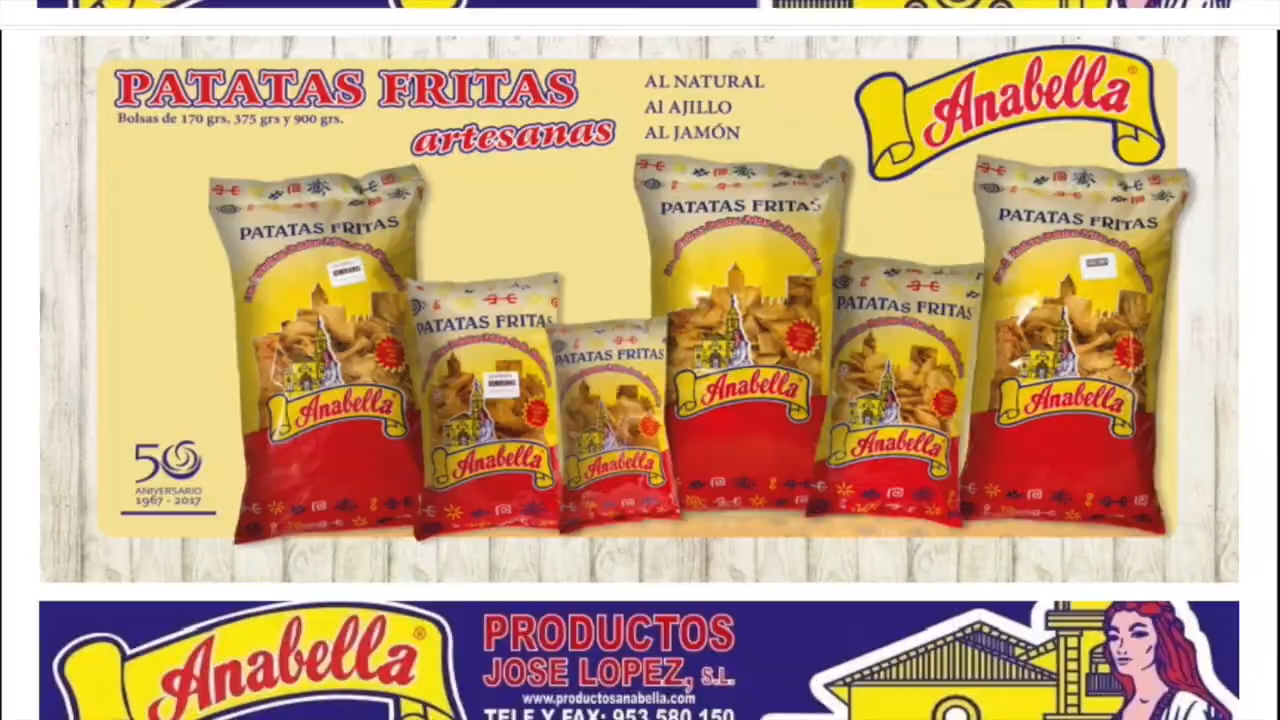 PATATAS FRITAS
Bolsas de 170 grs, 375 grs y 900 grs.
artesanas
AL NATURAL
Al AJILLO
AL JAMÓN
Anabella®
PATATAS FRITAS
Anabella
PATATAS FRITAS
Anabella
PATATAS FRITAS
Anabella
PATATAS FRITAS
Anabella
PATATAS FRITAS
Anabella
PATATAS FRITAS
Anabella
50
ANIVERSARIO
1967 - 2017
Anabella®
PRODUCTOS
JOSE LOPEZ, S.L.
www.productosanabella.com
TELF Y FAX: 953 580 150